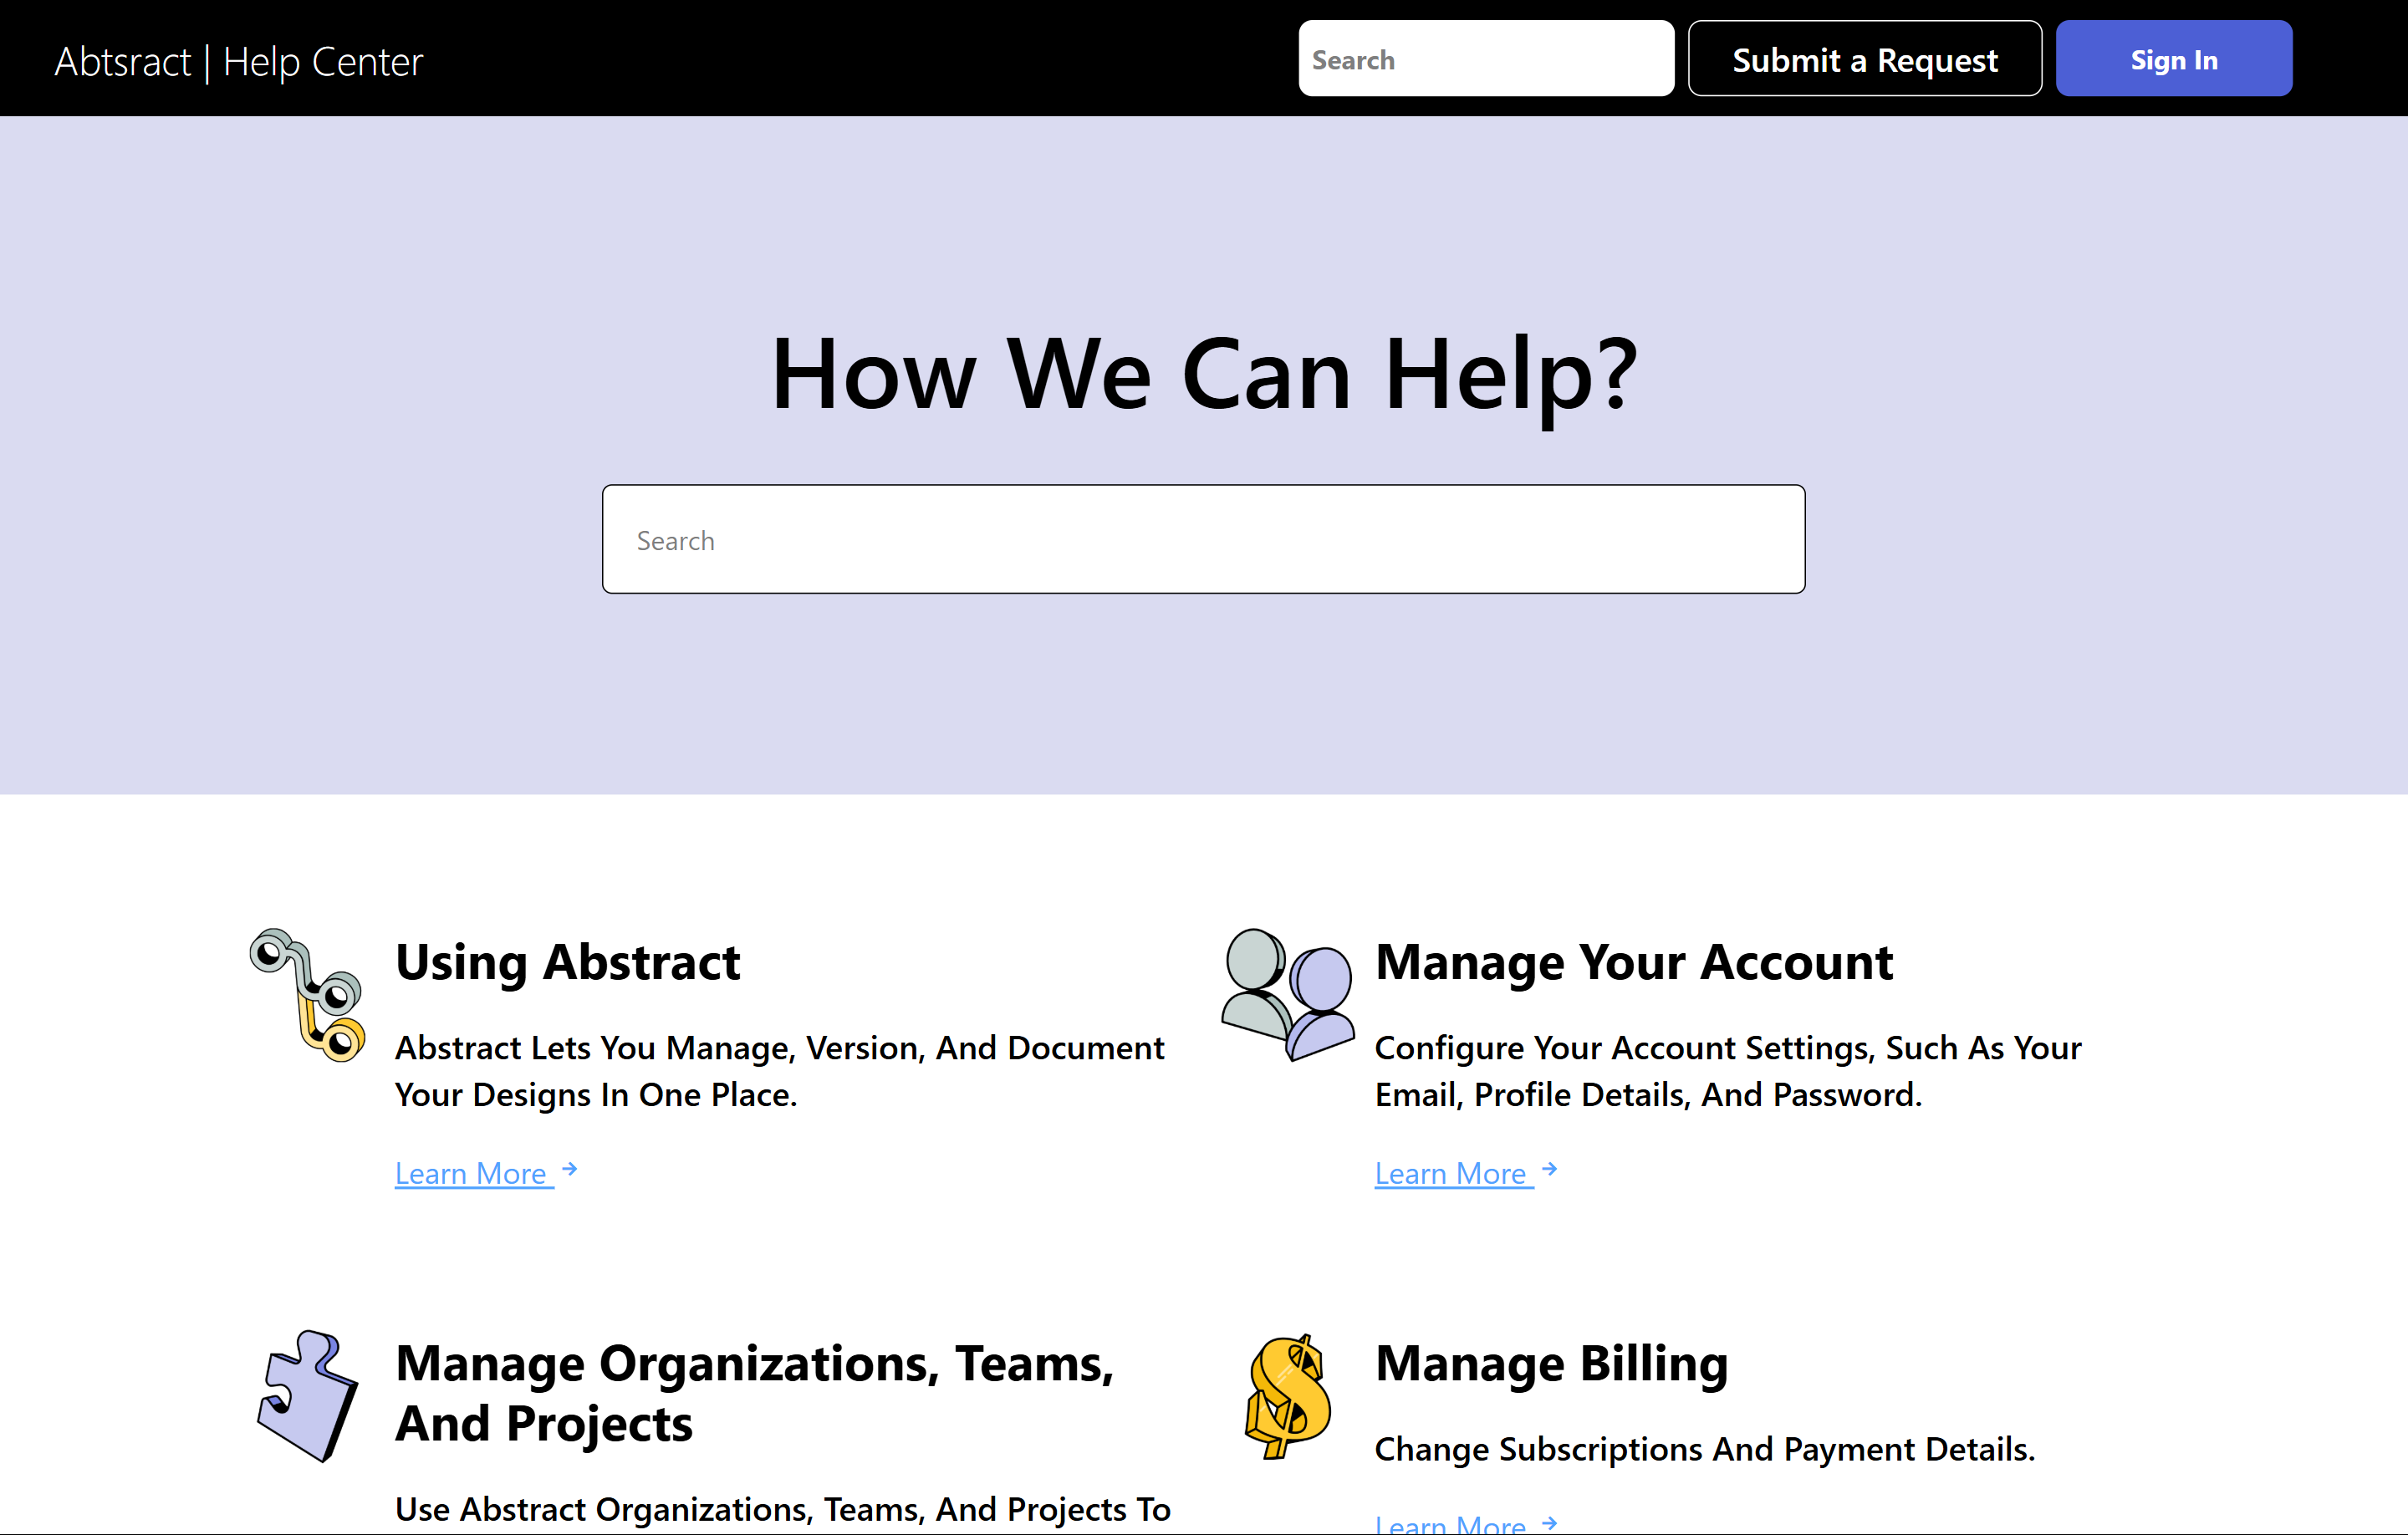 Abtsract | Help Center
Search
Submit a Request
Sign In
How We Can Help?
Search
Using Abstract
Abstract Lets You Manage, Version, And Document
Your Designs In One Place.
Learn More →
Manage Your Account
Configure Your Account Settings, Such As Your
Email, Profile Details, And Password.
Learn More →
Manage Organizations, Teams,
And Projects
Use Abstract Organizations, Teams, And Projects To
Manage Billing
Change Subscriptions And Payment Details.
Learn More →